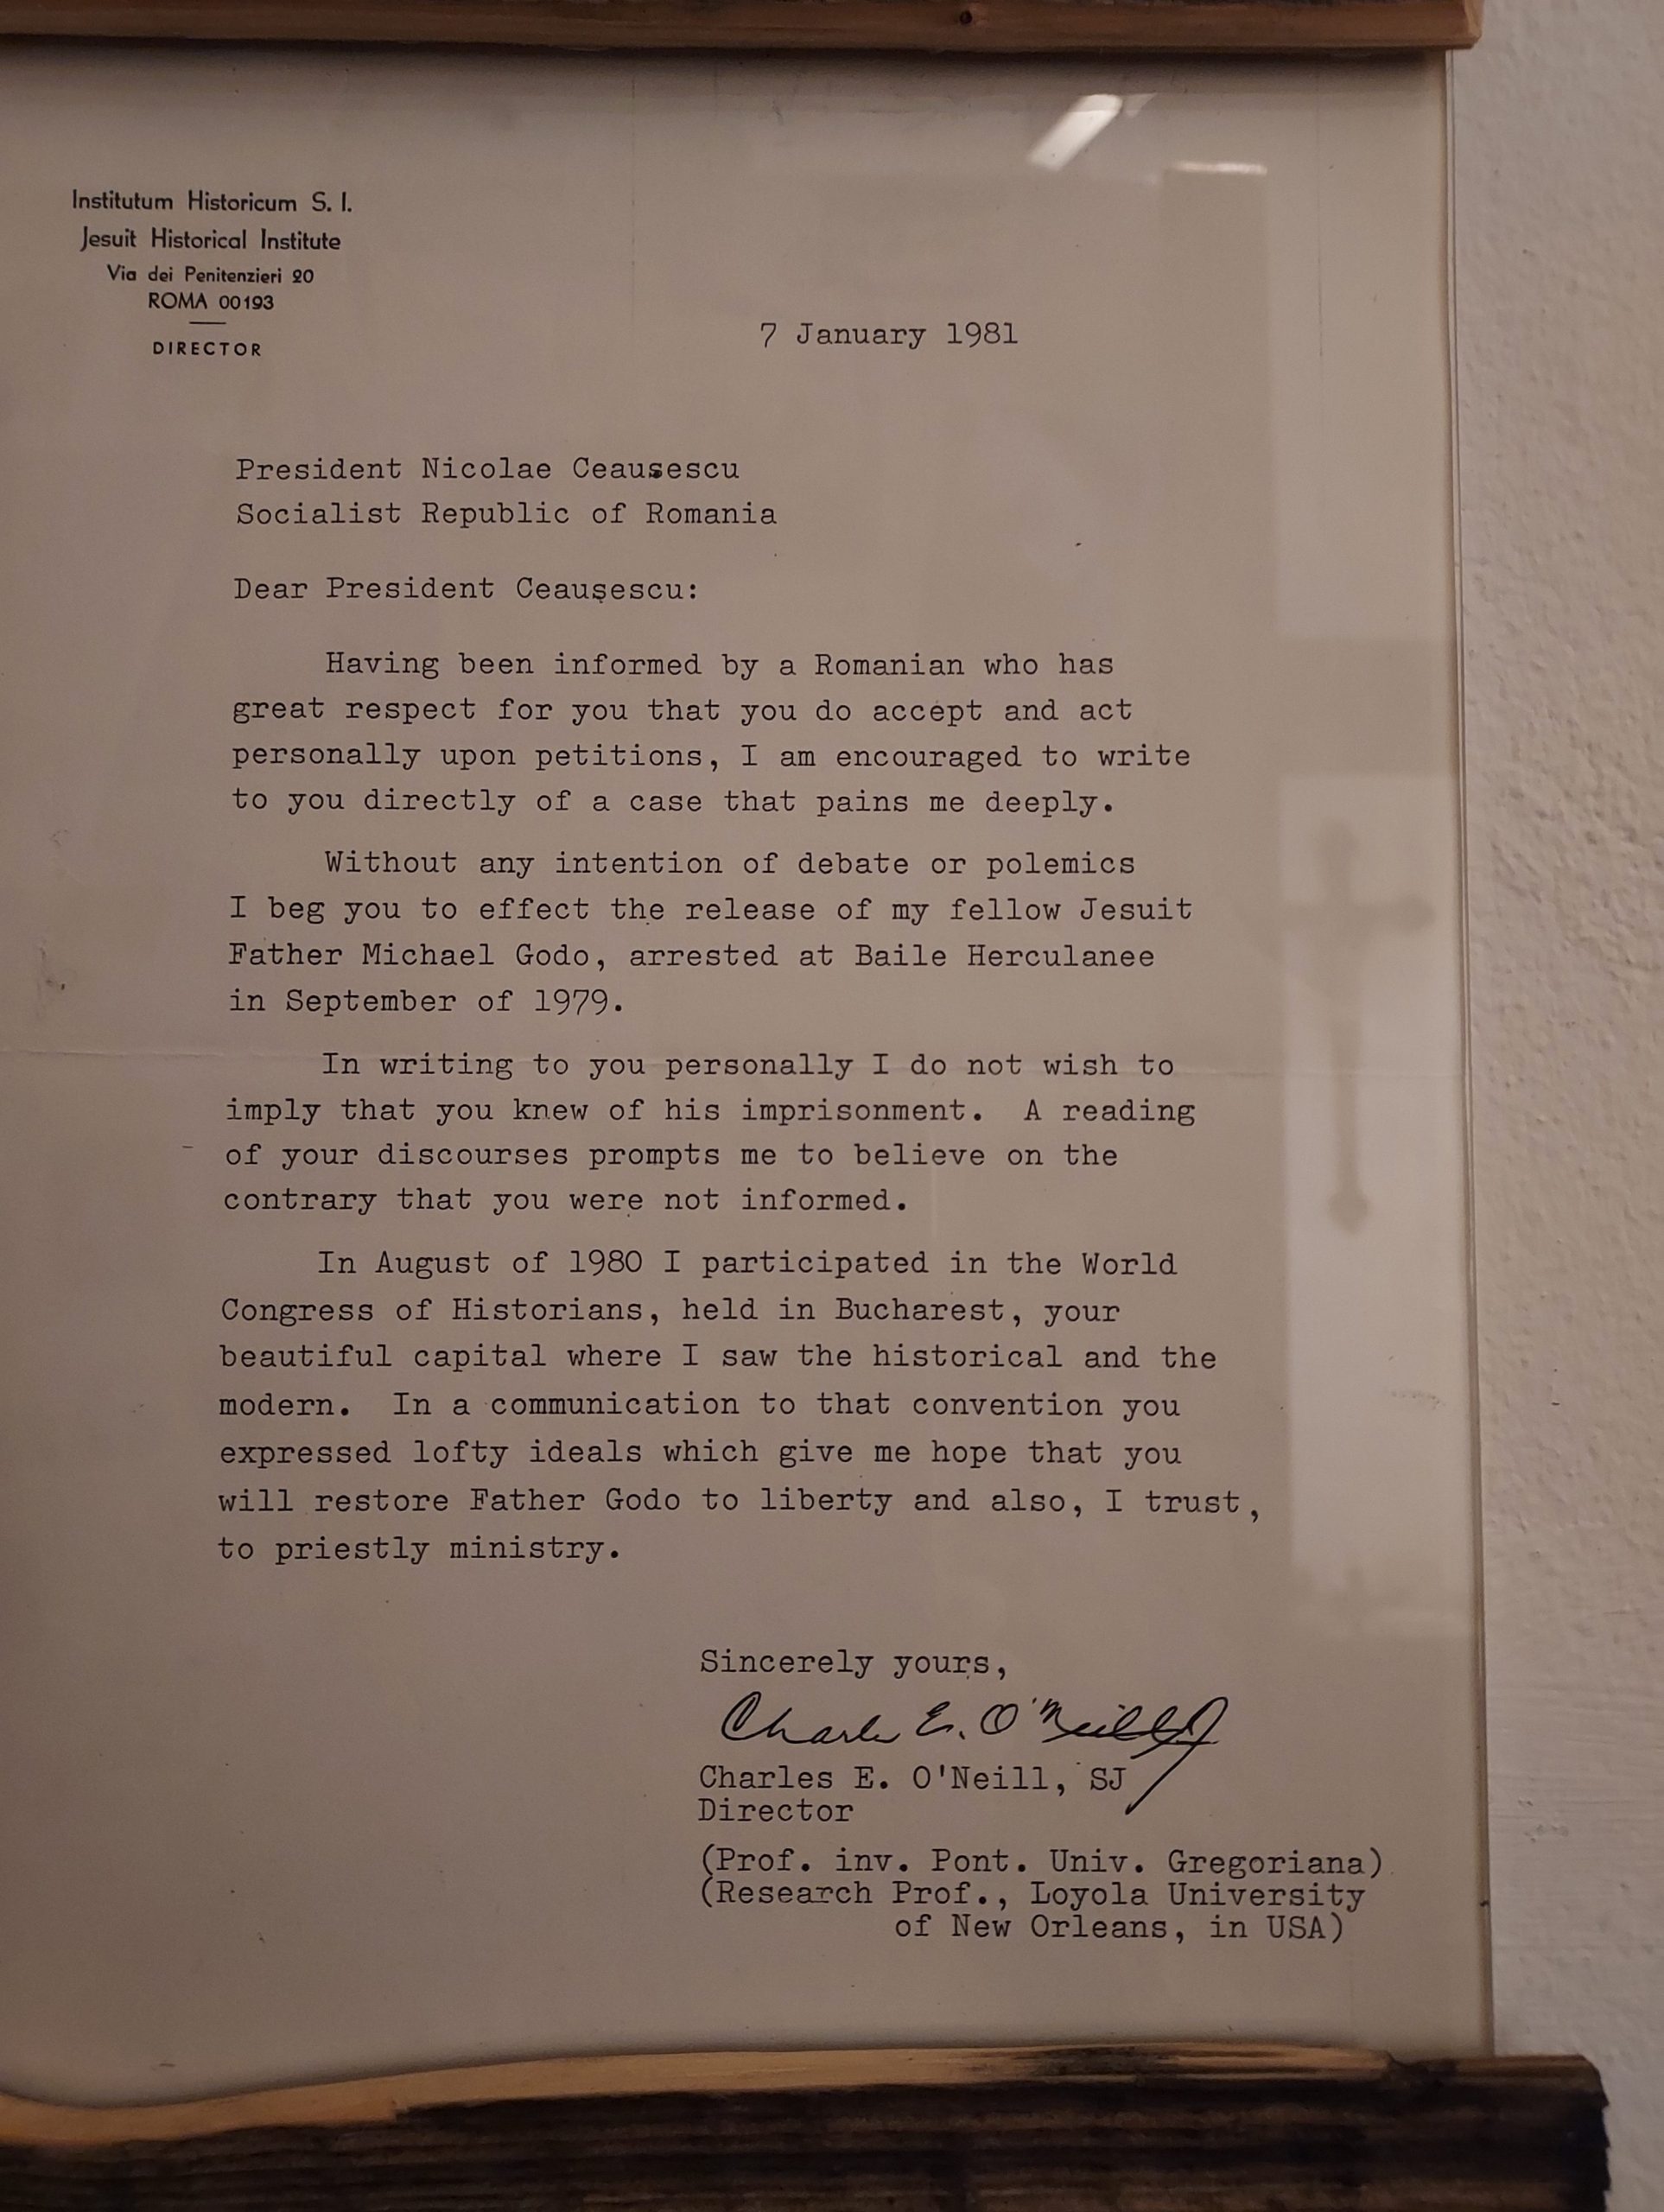 Institutum Historicum S. I.
Jesuit Historical Institute
Via dei Penitenzieri 20
ROMA 00193
DIRECTOR
7 January 1981
President Nicolae Ceauşescu
Socialist Republic of Romania
Dear President Ceauşescu:
Having been informed by a Romanian who has
great respect for you that you do accept and act
personally upon petitions, I am encouraged to write
to you directly of a case that pains me deeply.
Without any intention of debate or polemics
I beg you to effect the release of my fellow Jesuit
Father Michael Godo, arrested at Baile Herculanee
in September of 1979.
In writing to you personally I do not wish to
imply that you knew of his imprisonment. A reading
of your discourses prompts me to believe on the
contrary that you were not informed.
In August of 1980 I participated in the World
Congress of Historians, held in Bucharest, your
beautiful capital where I saw the historical and the
modern. In a communication to that convention you
expressed lofty ideals which give me hope that you
will restore Father Godo to liberty and also, I trust,
to priestly ministry.
Sincerely yours,
Charles E. O'Neill SJ
Charles E. O'Neill, SJ
Director
(Prof. inv. Pont. Univ. Gregoriana)
(Research Prof., Loyola University
of New Orleans, in USA)